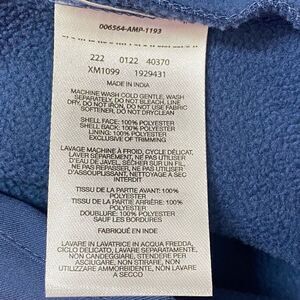 006564-AMP-1193
222 0122 40370
XM1099 1929431
MADE IN INDIA
MACHINE WASH COLD GENTLE, WASH
SEPARATELY, DO NOT BLEACH, LINE
DRY, DO NOT IRON, DO NOT USE FABRIC
SOFTENER, DO NOT DRYCLEAN
SHELL FACE: 100% POLYESTER
SHELL BACK: 100% POLYESTER
LINING: 100% POLYESTER
EXCLUSIVE OF TRIMMING
LAVAGE MACHINE À FROID, CYCLE DÉLICAT,
LAVER SÉPARÉMENT, NE PAS UTILISER
D'EAU DE JAVEL, SÉCHER SUR UN FIL,
NE PAS REPASSER, NE PAS UTILISER
D'ASSOUPLISSANT, NETTOYAGE À SEC
INTERDIT
TISSU DE LA PARTIE AVANT: 100%
POLYESTER
TISSU DE LA PARTIE ARRIÈRE: 100%
POLYESTER
DOUBLURE: 100% POLYESTER
SAUF LES BORDURES
FABRIQUÉ EN INDE
LAVARE IN LAVATRICE IN ACQUA FREDDA,
CICLO DELICATO, LAVARE SEPARATAMENTE,
NON CANDEGGIARE, STENDERE PER
ASCIUGARE, NON STIRARE, NON
UTILIZZARE AMMORBIDENTE, NON LAVARE
A SECCO